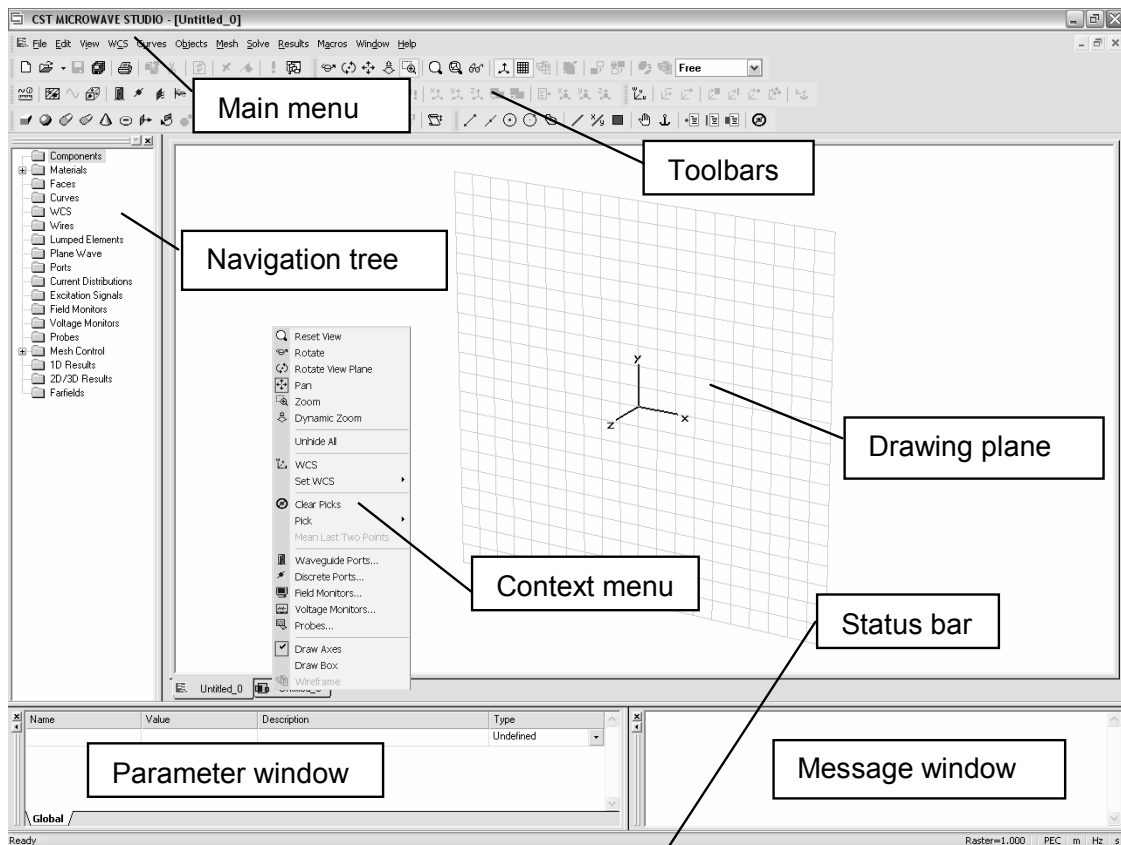 CST MICROWAVE STUDIO - [Untitled_0]
File Edit View WCS Curves Objects Mesh Solve Results Macros Window Help
Free
Main menu
Toolbars
Components
Materials
Faces
Curves
WCS
Wires
Lumped Elements
Plane Wave
Ports
Current Distributions
Excitation Signals
Field Monitors
Voltage Monitors
Probes
Mesh Control
1D Results
2D/3D Results
Farfields
Navigation tree
Reset View
Rotate
Rotate View Plane
Pan
Zoom
Dynamic Zoom
Unhide All
WCS
Set WCS
Clear Picks
Pick
Mean Last Two Points
Waveguide Ports...
Discrete Ports...
Field Monitors...
Voltage Monitors...
Probes...
Draw Axes
Draw Box
Wireframe
y
x
z
Drawing plane
Context menu
Status bar
Untitled_0
Name Value Description Type
Undefined
Parameter window
Message window
Global
Ready Raster=1.000 PEC m Hz s